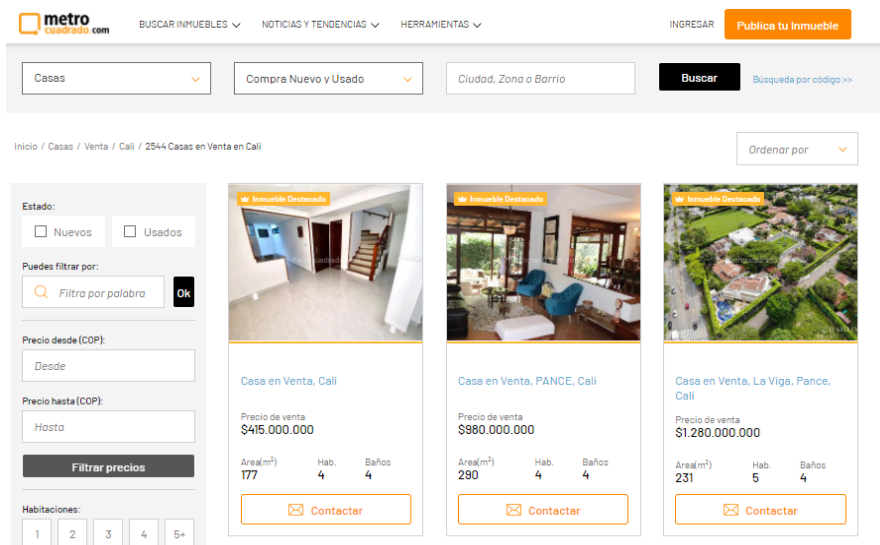 metro
cuadrado.com
BUSCAR INMUEBLES
NOTICIAS Y TENDENCIAS
HERRAMIENTAS
INGRESAR
Publica tu Inmueble
Casas
Compra Nuevo y Usado
Ciudad, Zona o Barrio
Buscar
Búsqueda por código >>
Inicio / Casas / Venta / Cali / 2544 Casas en Venta en Cali
Ordenar por
Estado:
Nuevos
Usados
Puedes filtrar por:
Filtra por palabra
Ok
Precio desde (COP):
Desde
Precio hasta (COP):
Hasta
Filtrar precios
Habitaciones:
1 2 3 4 5+
Inmueble Destacado
Casa en Venta, Cali
Precio de venta
$415.000.000
Area(m²) Hab. Baños
177 4 4
Contactar
Inmueble Destacado
Casa en Venta, PANCE, Cali
Precio de venta
$980.000.000
Area(m²) Hab. Baños
290 4 4
Contactar
Inmueble Destacado
Casa en Venta, La Viga, Pance,
Cali
Precio de venta
$1.280.000.000
Area(m²) Hab. Baños
231 5 4
Contactar